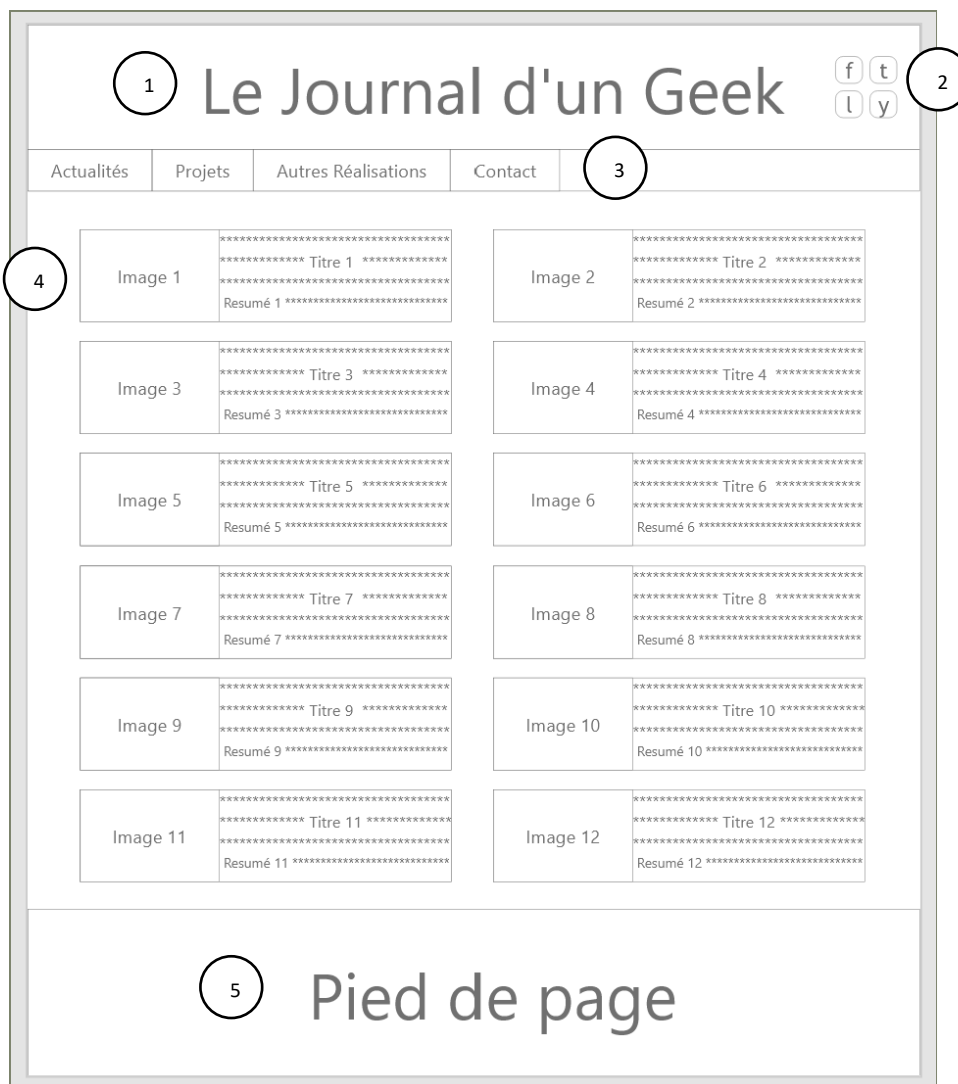 1
Le Journal d'un Geek
f t
l y
2
Actualités Projets Autres Réalisations Contact
3
4
Image 1
***********************************
************* Titre 1 *************
***********************************
Resumé 1 *****************************
Image 2
***********************************
************* Titre 2 *************
***********************************
Resumé 2 *****************************
Image 3
***********************************
************* Titre 3 *************
***********************************
Resumé 3 *****************************
Image 4
***********************************
************* Titre 4 *************
***********************************
Resumé 4 *****************************
Image 5
***********************************
************* Titre 5 *************
***********************************
Resumé 5 *****************************
Image 6
***********************************
************* Titre 6 *************
***********************************
Resumé 6 *****************************
Image 7
***********************************
************* Titre 7 *************
***********************************
Resumé 7 *****************************
Image 8
***********************************
************* Titre 8 *************
***********************************
Resumé 8 *****************************
Image 9
***********************************
************* Titre 9 *************
***********************************
Resumé 9 *****************************
Image 10
***********************************
************* Titre 10 *************
***********************************
Resumé 10 ****************************
Image 11
***********************************
************* Titre 11 *************
***********************************
Resumé 11 ****************************
Image 12
***********************************
************* Titre 12 *************
***********************************
Resumé 12 ****************************
5
Pied de page